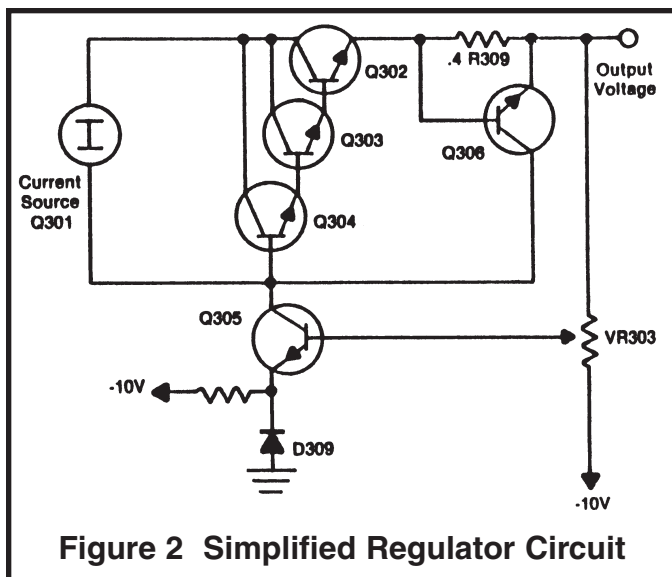 Q302
.4 R309
Output
Voltage
Q306
Q303
Current
Source
Q301
Q304
Q305
VR303
-10V
D309
-10V
Figure 2 Simplified Regulator Circuit